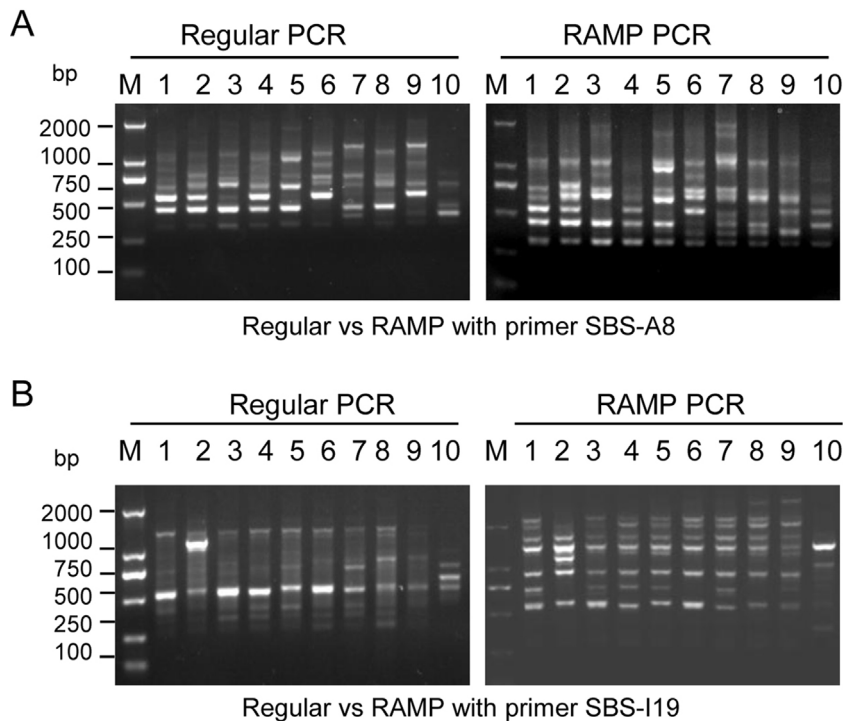 A
Regular PCR RAMP PCR
bp
M 1 2 3 4 5 6 7 8 9 10 M 1 2 3 4 5 6 7 8 9 10
2000
1000
750
500
250
100
Regular vs RAMP with primer SBS-A8
B
Regular PCR RAMP PCR
bp
M 1 2 3 4 5 6 7 8 9 10 M 1 2 3 4 5 6 7 8 9 10
2000
1000
750
500
250
100
Regular vs RAMP with primer SBS-I19